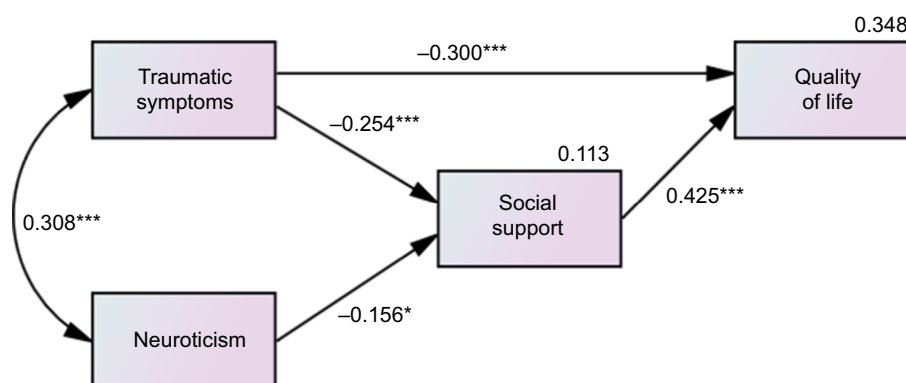 0.348
–0.300***
Traumatic
symptoms
Quality
of life
–0.254***
0.113
0.425***
Social
support
0.308***
–0.156*
Neuroticism